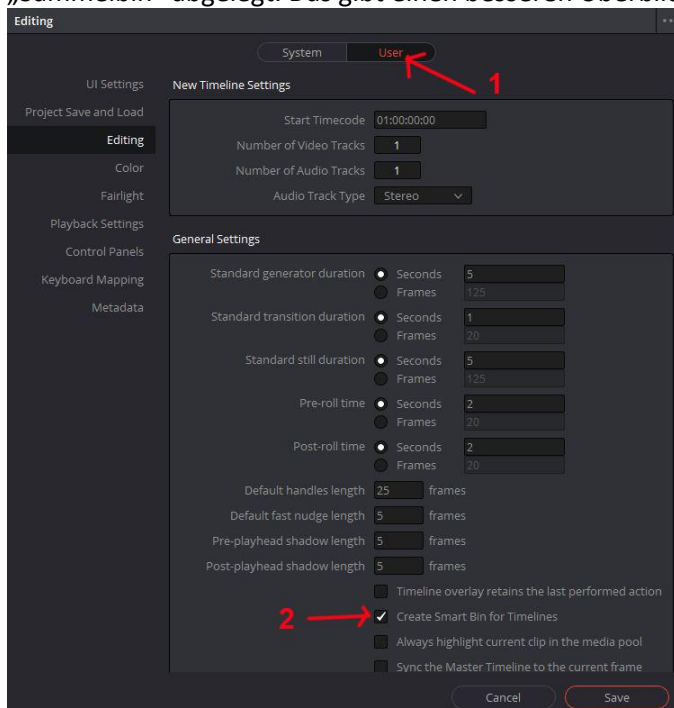 „Sammelbin" abgelegt. Das gibt einen besseren Überblick
Editing
System User
1
UI Settings
Project Save and Load
Editing
Color
Fairlight
Playback Settings
Control Panels
Keyboard Mapping
Metadata
New Timeline Settings
Start Timecode 01:00:00:00
Number of Video Tracks 1
Number of Audio Tracks 1
Audio Track Type Stereo
General Settings
Standard generator duration Seconds 5
Frames 125
Standard transition duration Seconds 1
Frames 20
Standard still duration Seconds 5
Frames 125
Pre-roll time Seconds 2
Frames 20
Post-roll time Seconds 2
Frames 20
Default handles length 25 frames
Default fast nudge length 5 frames
Pre-playhead shadow length 5 frames
Post-playhead shadow length 5 frames
Timeline overlay retains the last performed action
2 Create Smart Bin for Timelines
Always highlight current clip in the media pool
Sync the Master Timeline to the current frame
Cancel Save